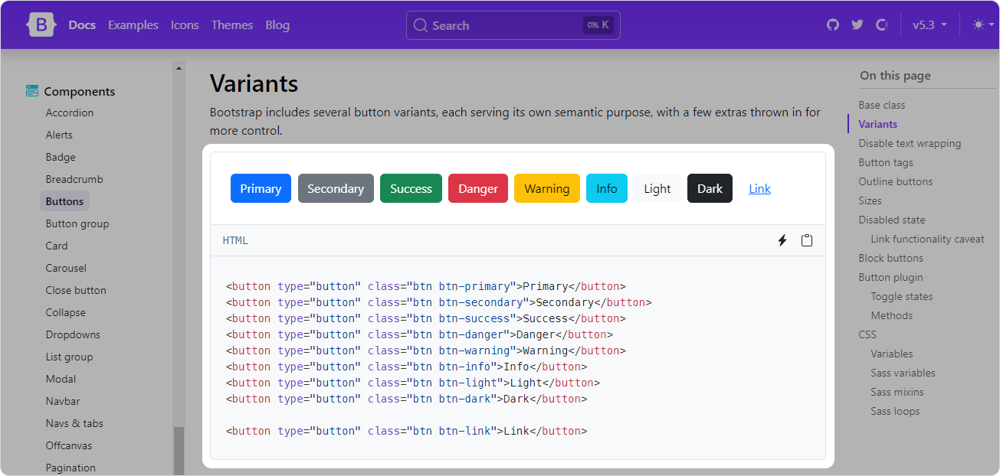 B Docs Examples Icons Themes Blog Search CTRL K v5.3
Components
Accordion
Alerts
Badge
Breadcrumb
Buttons
Button group
Card
Carousel
Close button
Collapse
Dropdowns
List group
Modal
Navbar
Navs & tabs
Offcanvas
Pagination
Variants
Bootstrap includes several button variants, each serving its own semantic purpose, with a few extras thrown in for
more control.
Primary Secondary Success Danger Warning Info Light Dark Link
HTML
<button type="button" class="btn btn-primary">Primary</button>
<button type="button" class="btn btn-secondary">Secondary</button>
<button type="button" class="btn btn-success">Success</button>
<button type="button" class="btn btn-danger">Danger</button>
<button type="button" class="btn btn-warning">Warning</button>
<button type="button" class="btn btn-info">Info</button>
<button type="button" class="btn btn-light">Light</button>
<button type="button" class="btn btn-dark">Dark</button>
<button type="button" class="btn btn-link">Link</button>
On this page
Base class
Variants
Disable text wrapping
Button tags
Outline buttons
Sizes
Disabled state
Link functionality caveat
Block buttons
Button plugin
Toggle states
Methods
CSS
Variables
Sass variables
Sass mixins
Sass loops